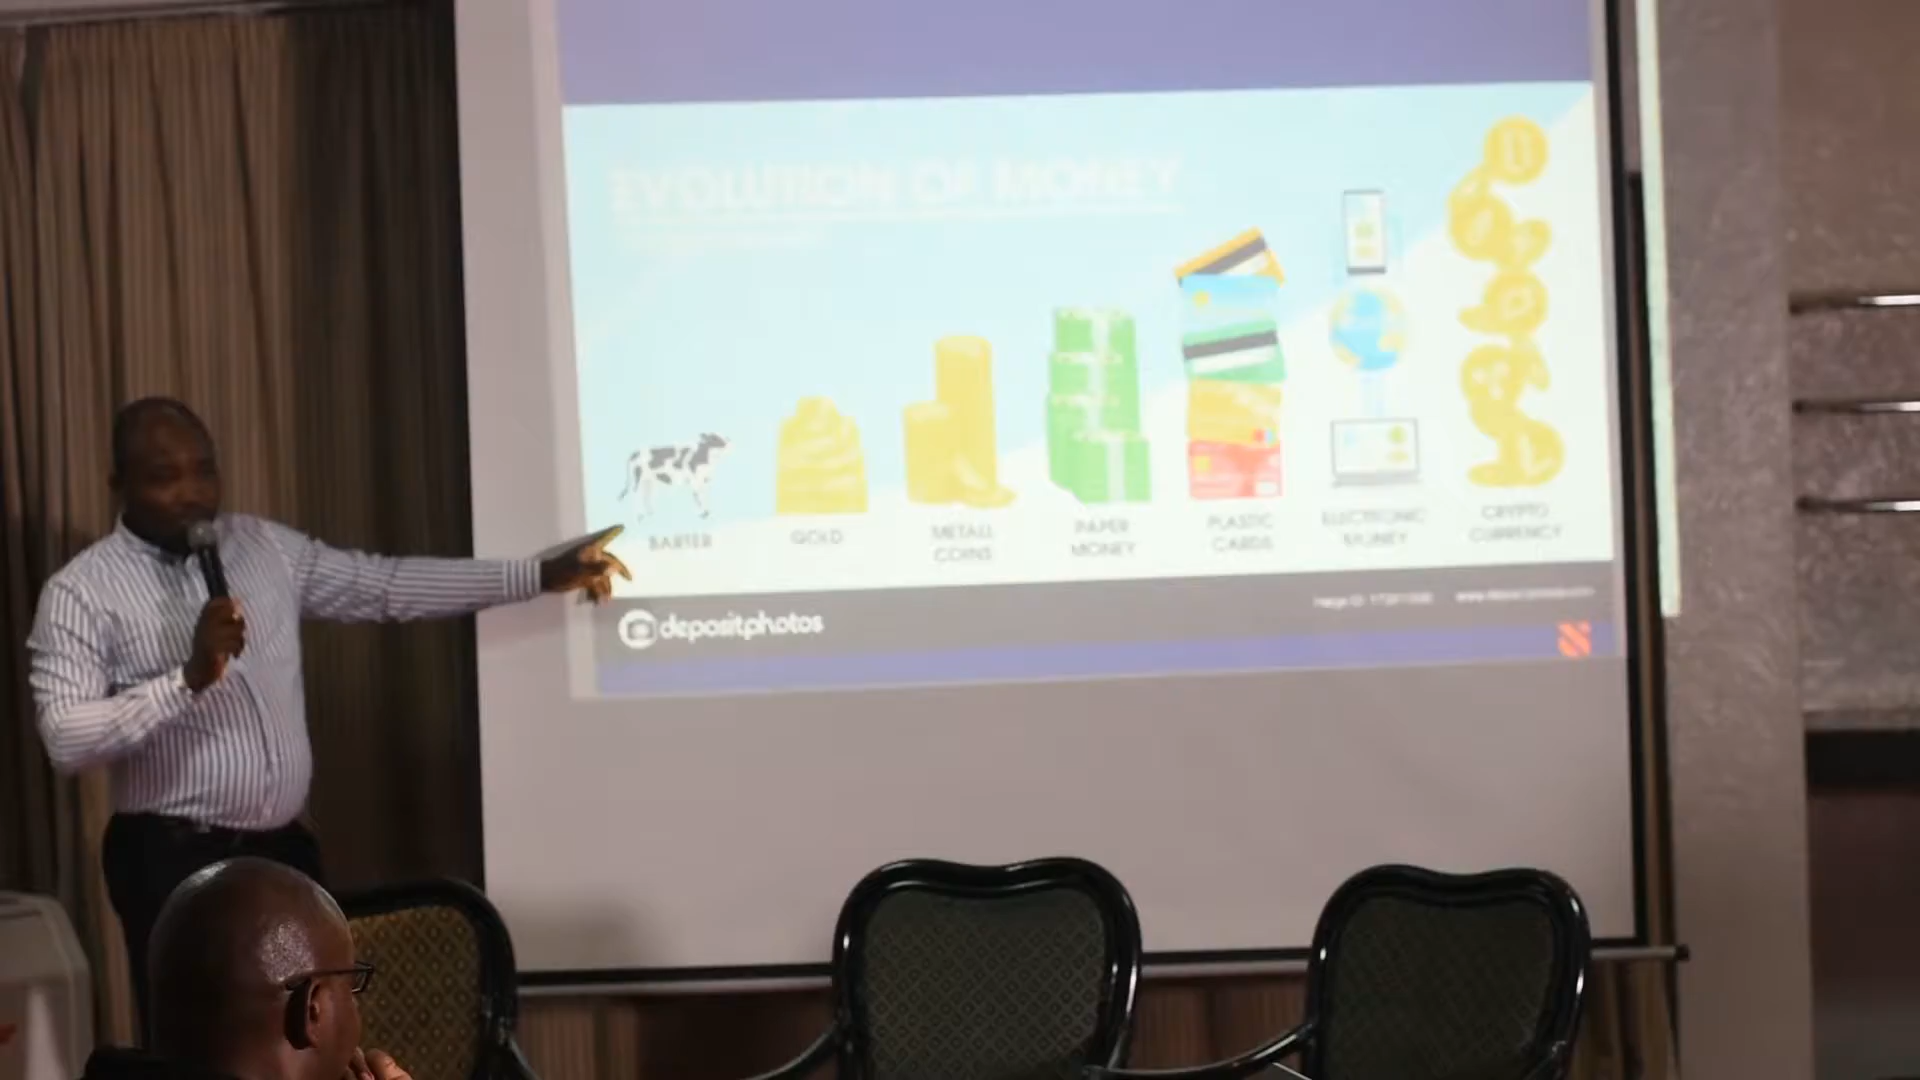 EVOLUTION OF MONEY
BARTER
GOLD
METALL
COINS
PAPER
MONEY
PLASTIC
CARDS
ELECTRONIC
MONEY
CRYPTO
CURRENCY
depositphotos